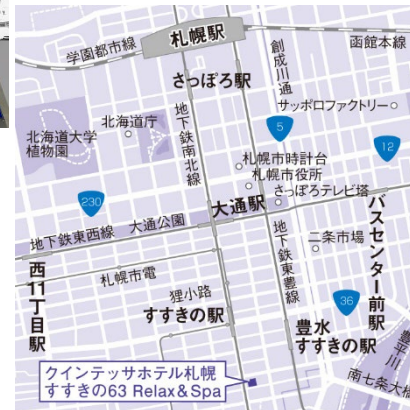 札幌駅
学園都市線
函館本線
さっぽろ駅
創成川通
サッポロファクトリー
5
北海道庁
地下鉄南北線
北海道大学
植物園
12
札幌市時計台
札幌市役所
さっぽろテレビ塔
230
大通駅
大通公園
地下鉄東西線
バスセンター前駅
二条市場
地下鉄東豊線
西11丁目駅
札幌市電
狸小路
36
すすきの駅
豊水
すすきの駅
豊平川
南七条大橋
クインテッサホテル札幌
すすきの63 Relax&Spa